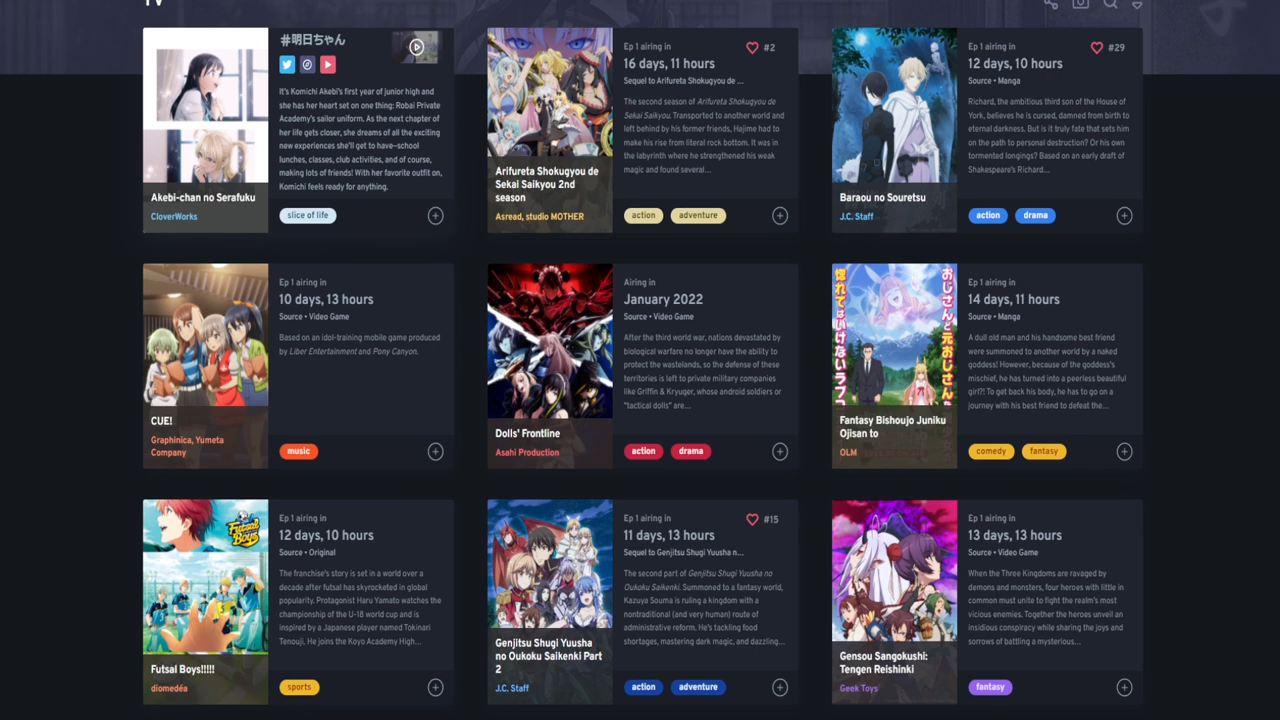 TV
#明日ちゃん
It's Komichi Akebi's first year of junior high and
she has her heart set on one thing: Robai Private
Academy's sailor uniform. As the next chapter of
her life gets closer, she dreams of all the exciting
new experiences she'll get to have–school
lunches, classes, club activities, and of course,
making lots of friends! With her favorite outfit on,
Komichi feels ready for anything.
Akebi-chan no Serafuku
CloverWorks
slice of life
Ep 1 airing in
#2
16 days, 11 hours
Sequel to Arifureta Shokugyou de ...
The second season of Arifureta Shokugyou de
Sekai Saikyou. Transported to another world and
left behind by his former friends, Hajime had to
make his rise from literal rock bottom. It was in
the labyrinth where he strengthened his weak
magic and found several...
Arifureta Shokugyou de
Sekai Saikyou 2nd
season
Asread, studio MOTHER
action
adventure
Ep 1 airing in
#29
12 days, 10 hours
Source • Manga
Richard, the ambitious third son of the House of
York, believes he is cursed, damned from birth to
eternal darkness. But is it truly fate that sets him
on the path to personal destruction? Or his own
tormented longings? Based on an early draft of
Shakespeare's Richard...
Baraou no Souretsu
J.C. Staff
action
drama
Ep 1 airing in
10 days, 13 hours
Source • Video Game
Based on an idol-training mobile game produced
by Liber Entertainment and Pony Canyon.
CUE!
Graphinica, Yumeta
Company
music
Airing in
January 2022
Source • Video Game
After the third world war, nations devastated by
biological warfare no longer have the ability to
protect the wastelands, so the defense of these
territories is left to private military companies
like Griffin & Kryuger, whose android soldiers or
"tactical dolls" are...
Dolls' Frontline
Asahi Production
action
drama
惚れてはいけないラブ
おじさんと元おじさん
Ep 1 airing in
14 days, 11 hours
Source • Manga
A dull old man and his handsome best friend
were summoned to another world by a naked
goddess! However, because of the goddess's
mischief, he has turned into a peerless beautiful
girl?! To get back his body, he has to go on a
journey with his best friend to defeat the...
Fantasy Bishoujo Juniku
Ojisan to
OLM
comedy
fantasy
Futsal
Boys
Ep 1 airing in
12 days, 10 hours
Source • Original
The franchise's story is set in a world over a
decade after futsal has skyrocketed in global
popularity. Protagonist Haru Yamato watches the
championship of the U-18 world cup and is
inspired by a Japanese player named Tokinari
Tenouji. He joins the Koyo Academy High...
Futsal Boys!!!!!
diomedéa
sports
Ep 1 airing in
#15
11 days, 13 hours
Sequel to Genjitsu Shugi Yuusha n...
The second part of Genjitsu Shugi Yuusha no
Oukoku Saikenki. Summoned to a fantasy world,
Kazuya Souma is ruling a kingdom with a
nontraditional (and very human) route of
administrative reform. He's tackling food
shortages, mastering dark magic, and dazzling...
Genjitsu Shugi Yuusha
no Oukoku Saikenki Part
2
J.C. Staff
action
adventure
Ep 1 airing in
13 days, 13 hours
Source • Video Game
When the Three Kingdoms are ravaged by
demons and monsters, four heroes with little in
common must unite to fight the realm's most
vicious enemies. Together the heroes unveil an
insidious conspiracy while sharing the joys and
sorrows of battling a mysterious...
Gensou Sangokushi:
Tengen Reishinki
Geek Toys
fantasy